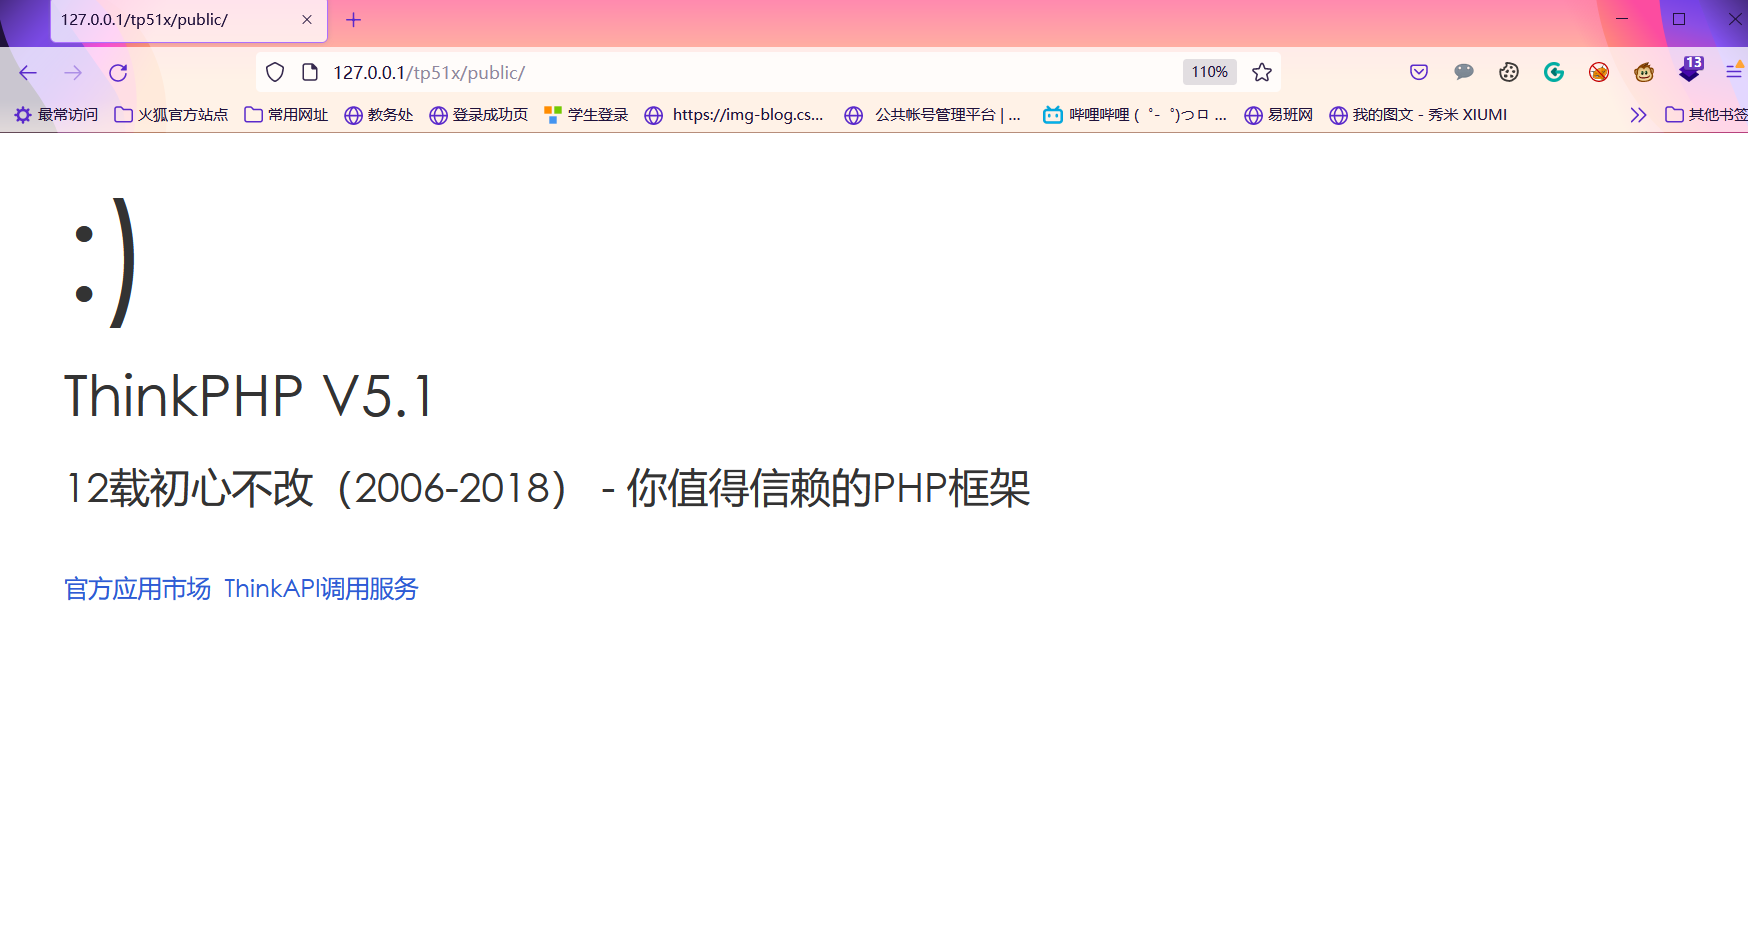 127.0.0.1/tp51x/public/
127.0.0.1/tp51x/public/ 110% 13
最常访问 火狐官方站点 常用网址 教务处 登录成功页 学生登录 https://img-blog.cs... 公共帐号管理平台 | ... 哔哩哔哩 (゜-゜)つロ ... 易班网 我的图文 - 秀米 XIUMI 其他书签
:)
ThinkPHP V5.1
12载初心不改（2006-2018） - 你值得信赖的PHP框架
官方应用市场 ThinkAPI调用服务